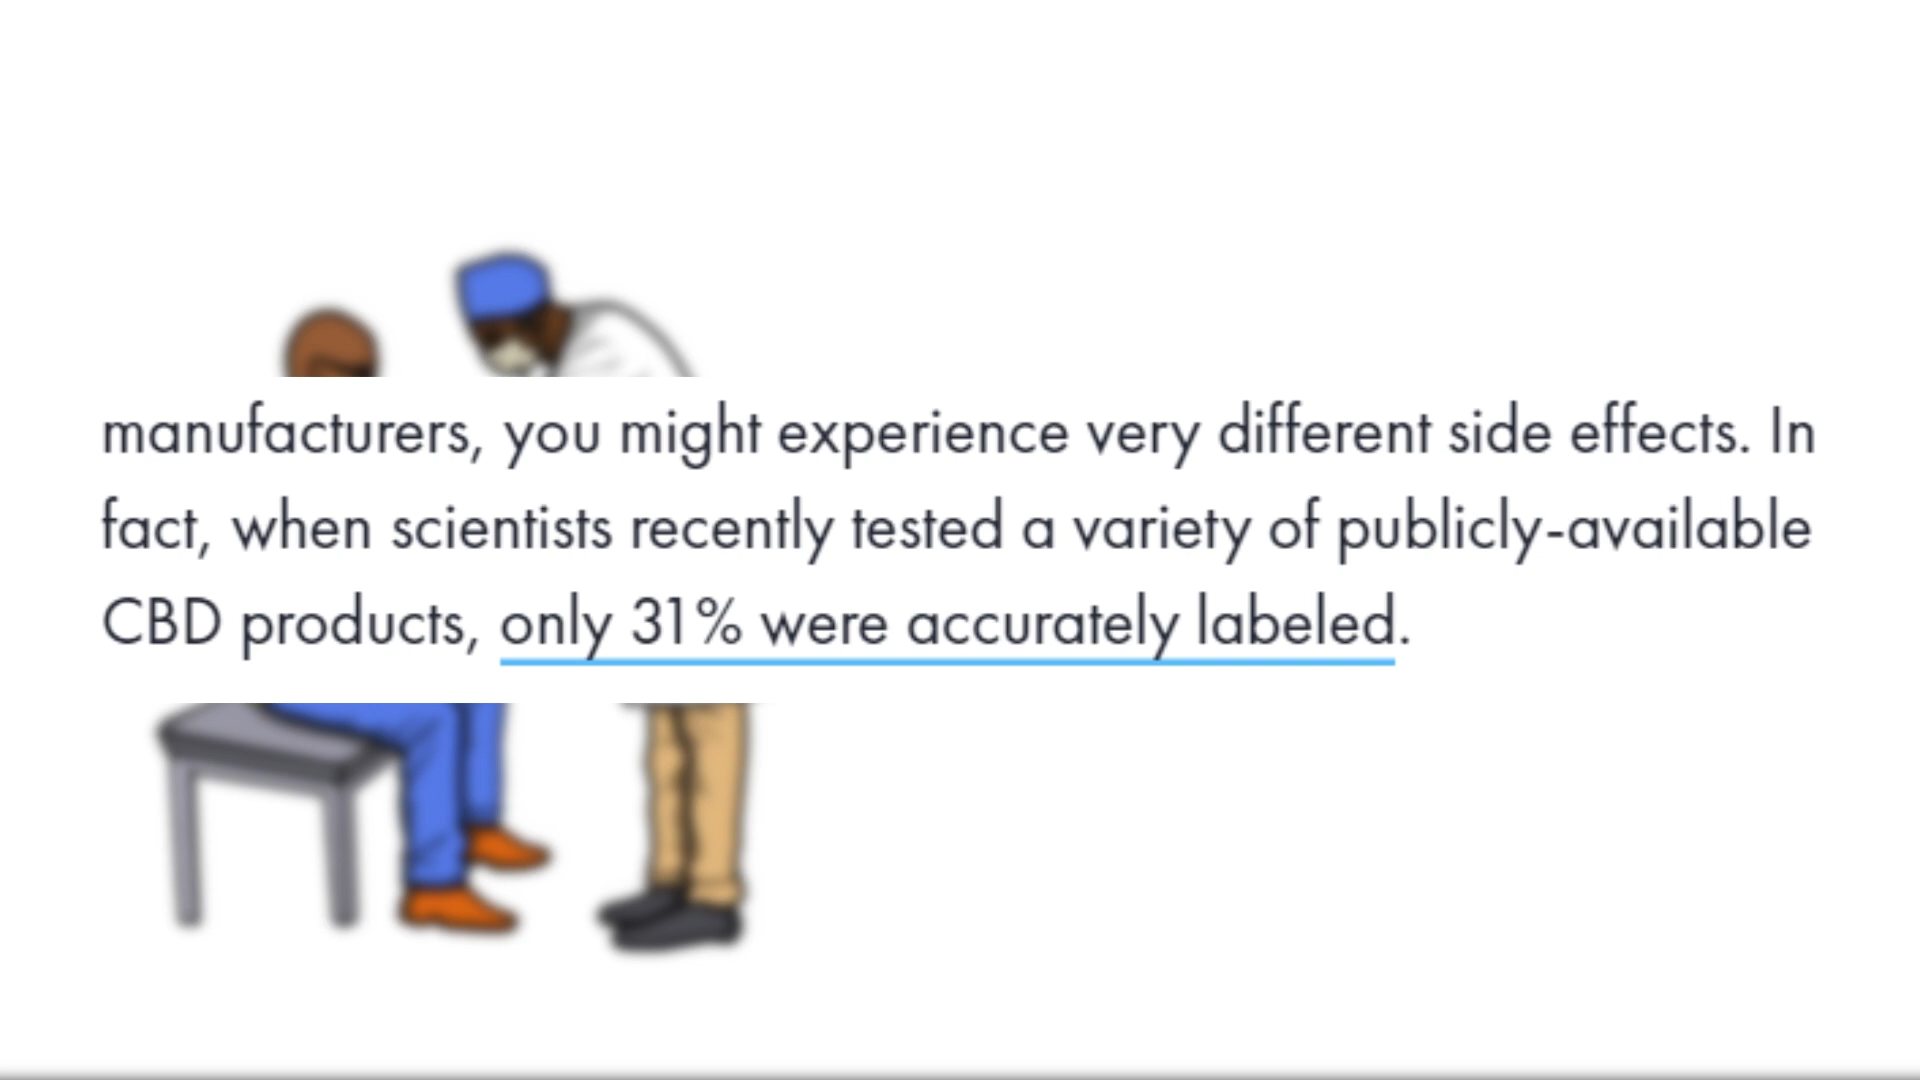 manufacturers, you might experience very different side effects. In
fact, when scientists recently tested a variety of publicly-available
CBD products, only 31% were accurately labeled.